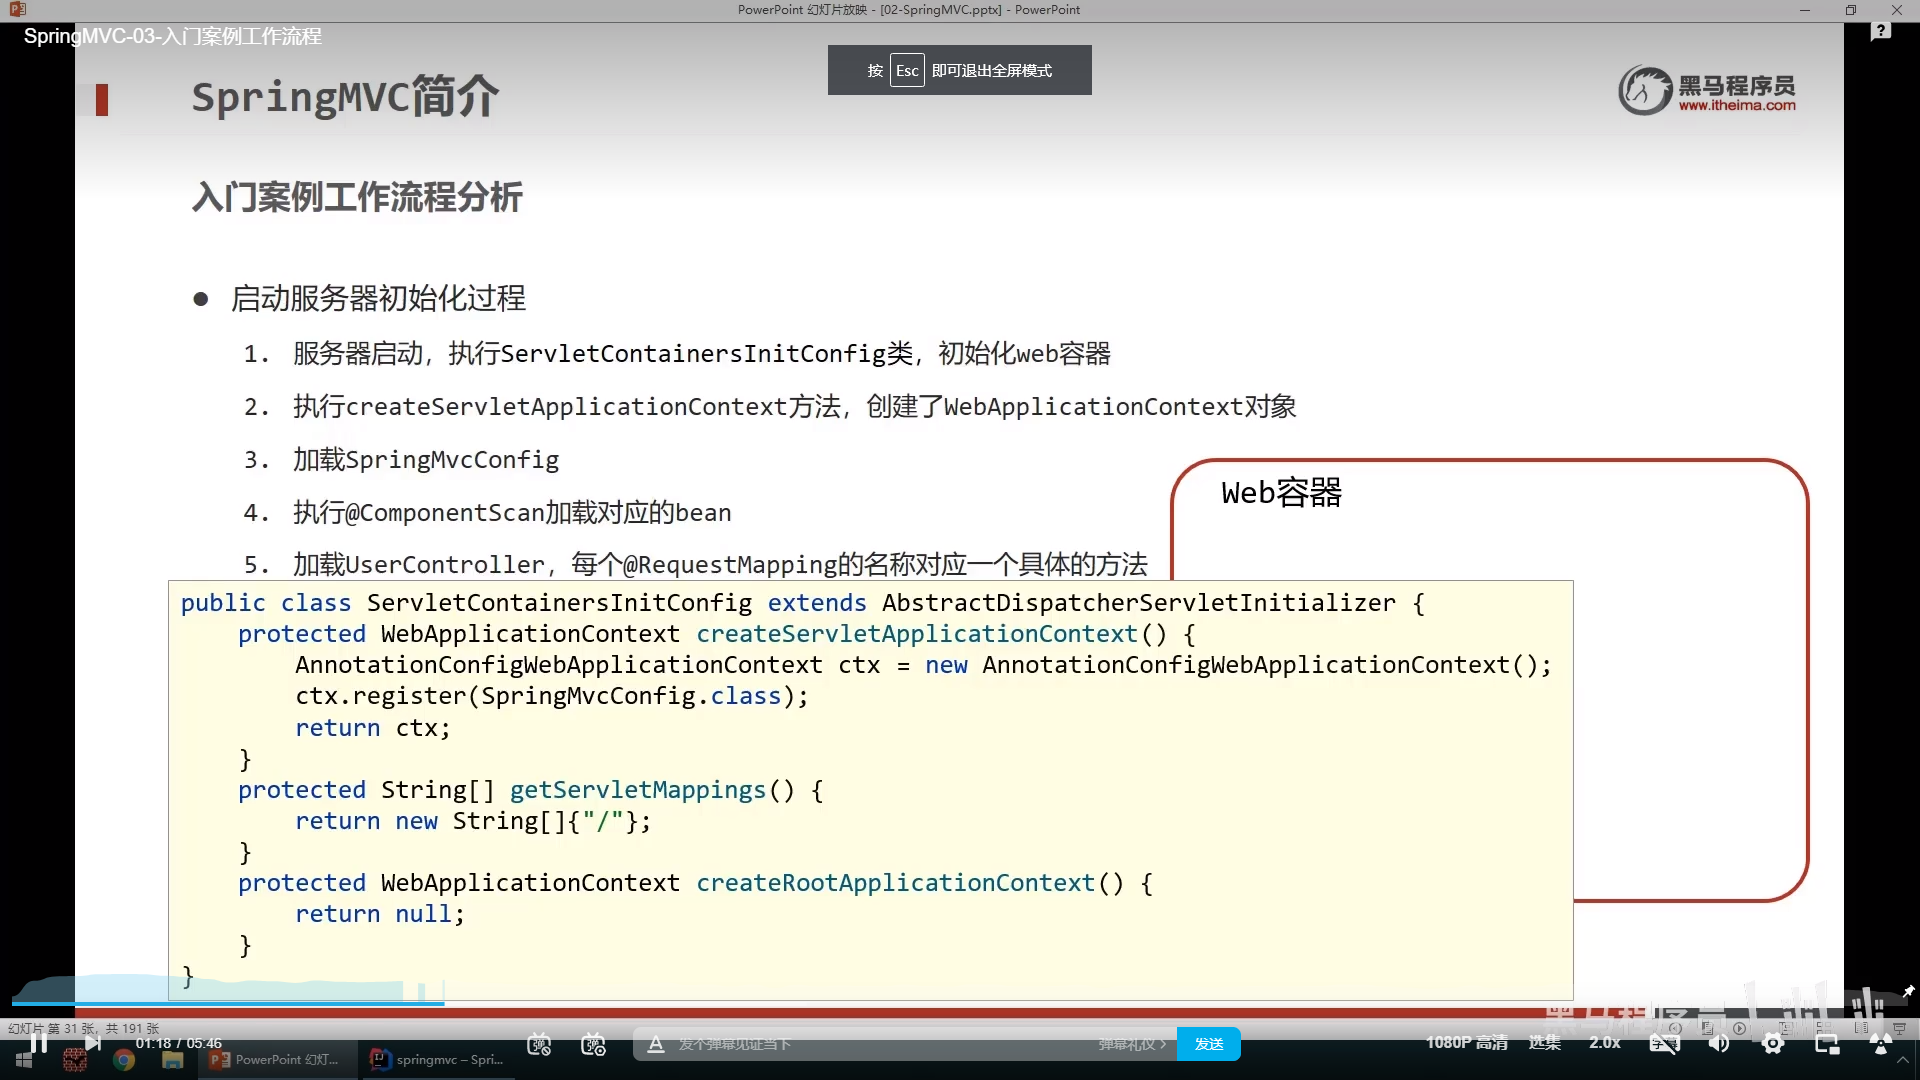 PowerPoint 幻灯片放映 - [02-SpringMVC.pptx] - PowerPoint
SpringMVC-03-入门案例工作流程
按 Esc 即可退出全屏模式
SpringMVC简介
黑马程序员
www.itheima.com
入门案例工作流程分析
● 启动服务器初始化过程
1. 服务器启动，执行ServletContainersInitConfig类，初始化web容器
2. 执行createServletApplicationContext方法，创建了WebApplicationContext对象
3. 加载SpringMvcConfig
4. 执行@ComponentScan加载对应的bean
5. 加载UserController，每个@RequestMapping的名称对应一个具体的方法
Web容器
public class ServletContainersInitConfig extends AbstractDispatcherServletInitializer {
    protected WebApplicationContext createServletApplicationContext() {
        AnnotationConfigWebApplicationContext ctx = new AnnotationConfigWebApplicationContext();
        ctx.register(SpringMvcConfig.class);
        return ctx;
    }
    protected String[] getServletMappings() {
        return new String[]{"/"};
    }
    protected WebApplicationContext createRootApplicationContext() {
        return null;
    }
}
幻灯片 第 31 张，共 191 张
01:18 / 05:46
发个弹幕见证当下
弹幕礼仪 >
发送
1080P 高清
选集
2.0x
PowerPoint 幻灯...
springmvc – Spri...